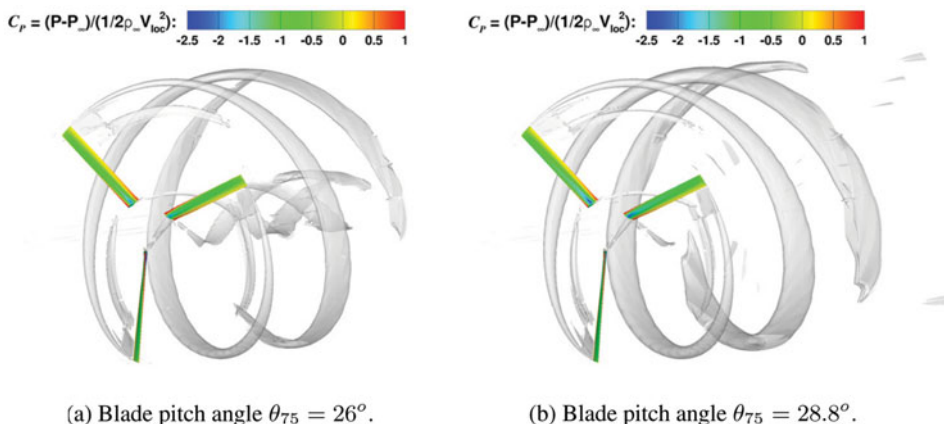 C_P = (P-P_∞)/(1/2ρ_∞ V_loc^2): -2.5 -2 -1.5 -1 -0.5 0 0.5 1
C_P = (P-P_∞)/(1/2ρ_∞ V_loc^2): -2.5 -2 -1.5 -1 -0.5 0 0.5 1
(a) Blade pitch angle θ_75 = 26°.
(b) Blade pitch angle θ_75 = 28.8°.